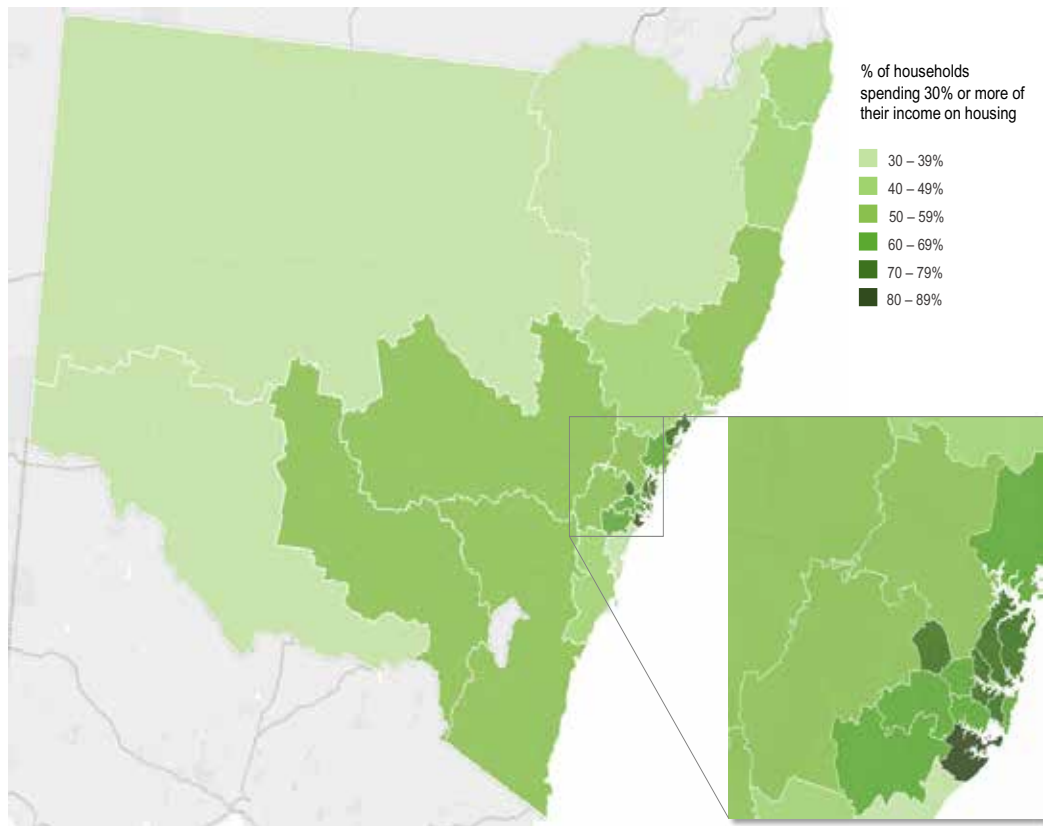 % of households
spending 30% or more of
their income on housing
30 – 39%
40 – 49%
50 – 59%
60 – 69%
70 – 79%
80 – 89%